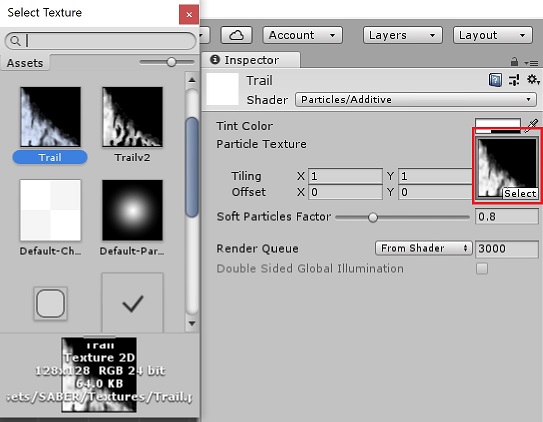 Select Texture
Assets
Trail
Trailv2
Default-Ch...
Default-Par...
Trail
Texture 2D
128x128 RGB 24 bit
64.0 KB
ets/SABER/Textures/Trail.p
Account
Layers
Layout
Inspector
Trail
Shader Particles/Additive
Tint Color
Particle Texture
Tiling X 1 Y 1
Offset X 0 Y 0
Select
Soft Particles Factor 0.8
Render Queue From Shader 3000
Double Sided Global Illumination